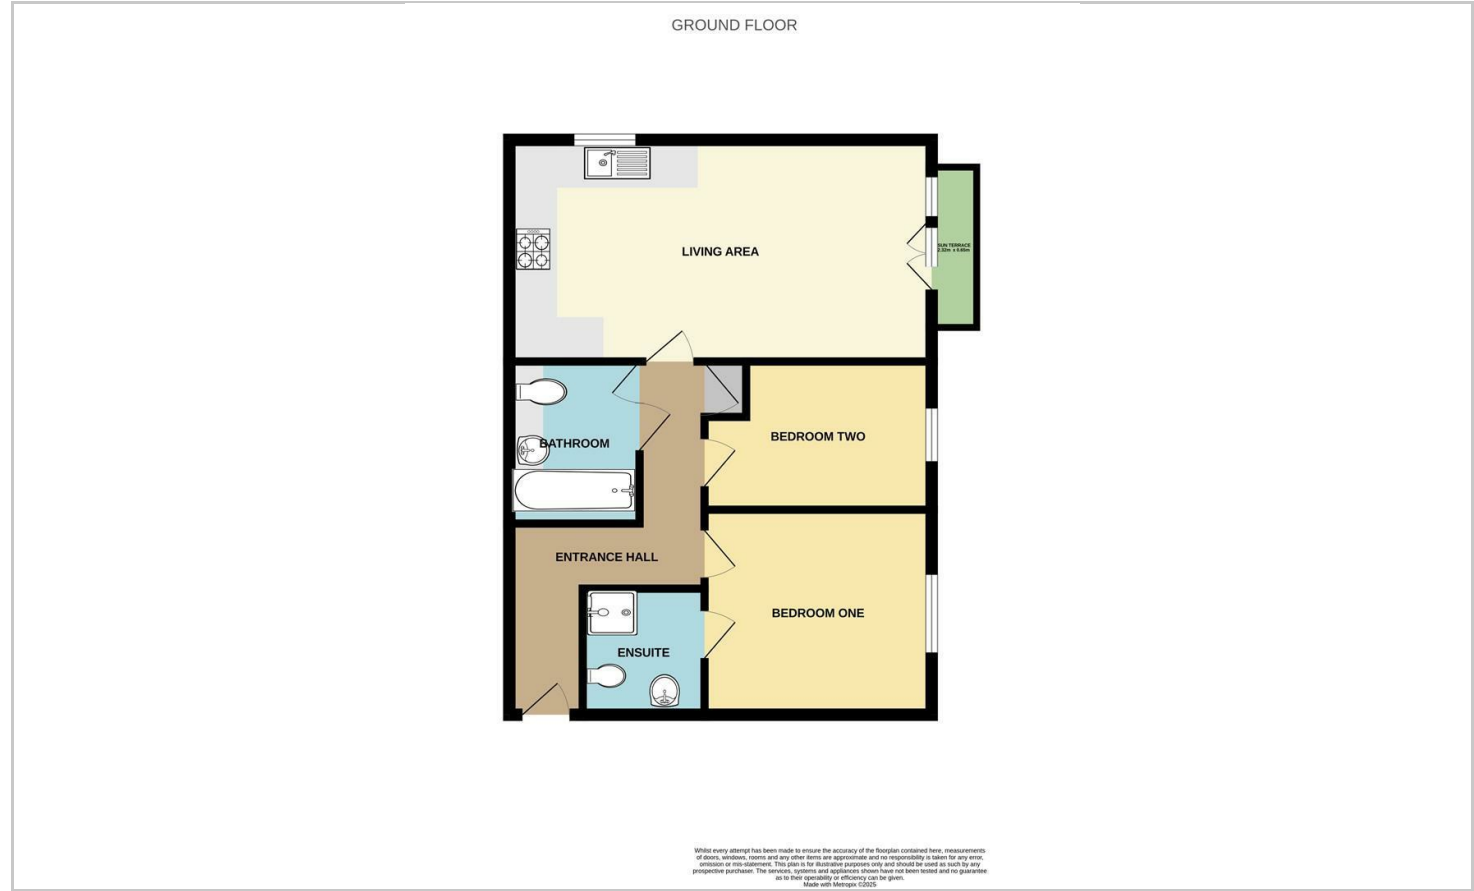 GROUND FLOOR
LIVING AREA
SUN TERRACE
2.32m x 0.65m
BATHROOM
BEDROOM TWO
ENTRANCE HALL
BEDROOM ONE
ENSUITE
Whilst every attempt has been made to ensure the accuracy of the floorplan contained here, measurements
of doors, windows, rooms and any other items are approximate and no responsibility is taken for any error,
omission or mis-statement. This plan is for illustrative purposes only and should be used as such by any
prospective purchaser. The services, systems and appliances shown have not been tested and no guarantee
as to their operability or efficiency can be given.
Made with Metropix ©2025